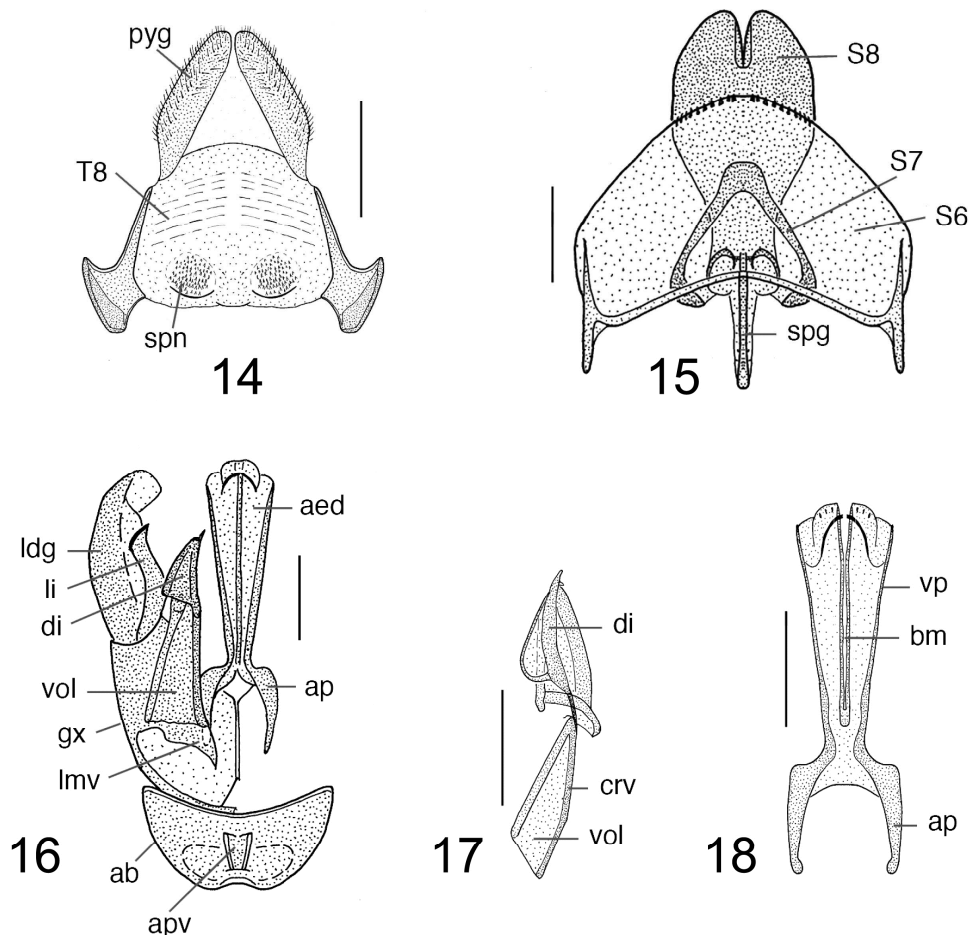 pyg
T8
spn
14
S8
S7
S6
spg
15
ldg
li
di
vol
gx
lmv
ab
apv
aed
ap
16
di
crv
vol
17
vp
bm
ap
18